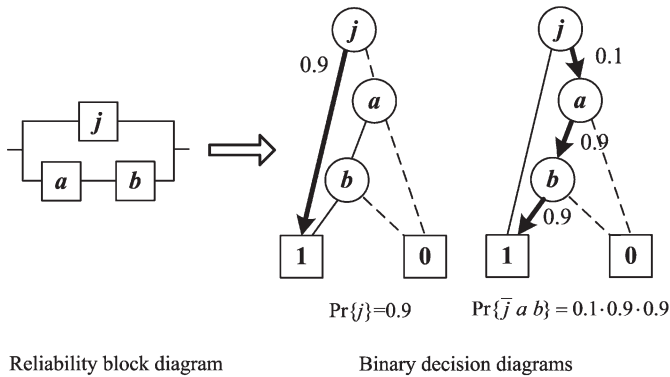 j
a b
j
0.9
a
b
1 0
Pr{j}=0.9
j
0.1
a
0.9
b
0.9
1 0
Pr{j̅ a b} = 0.1·0.9·0.9
Reliability block diagram
Binary decision diagrams